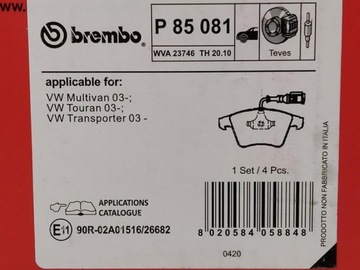 brembo
P 85 081
WVA 23746 TH 20.10
Teves
applicable for:
VW Multivan 03-;
VW Touran 03-;
VW Transporter 03 -
1 Set / 4 Pcs.
APPLICATIONS
CATALOGUE
E11 90R-02A01516/26682
8 020584 058848
0420
PRODOTTO NON FABBRICATO IN ITALIA